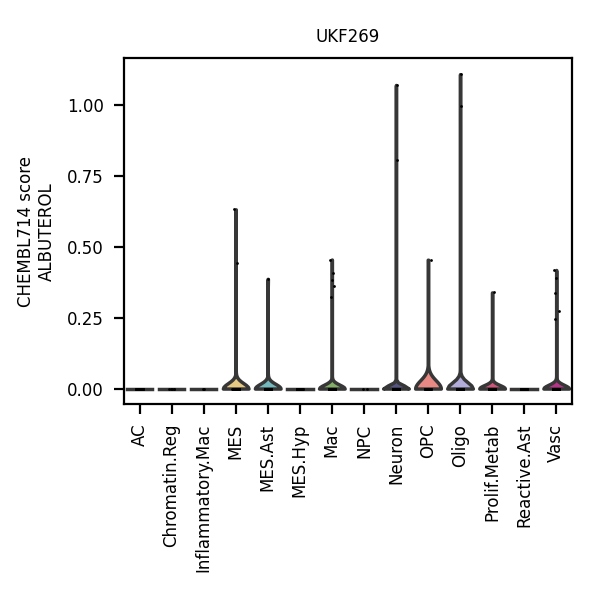 UKF269
CHEMBL714 score
ALBUTEROL
1.00
0.75
0.50
0.25
0.00
AC
Chromatin.Reg
Inflammatory.Mac
MES
MES.Ast
MES.Hyp
Mac
NPC
Neuron
OPC
Oligo
Prolif.Metab
Reactive.Ast
Vasc